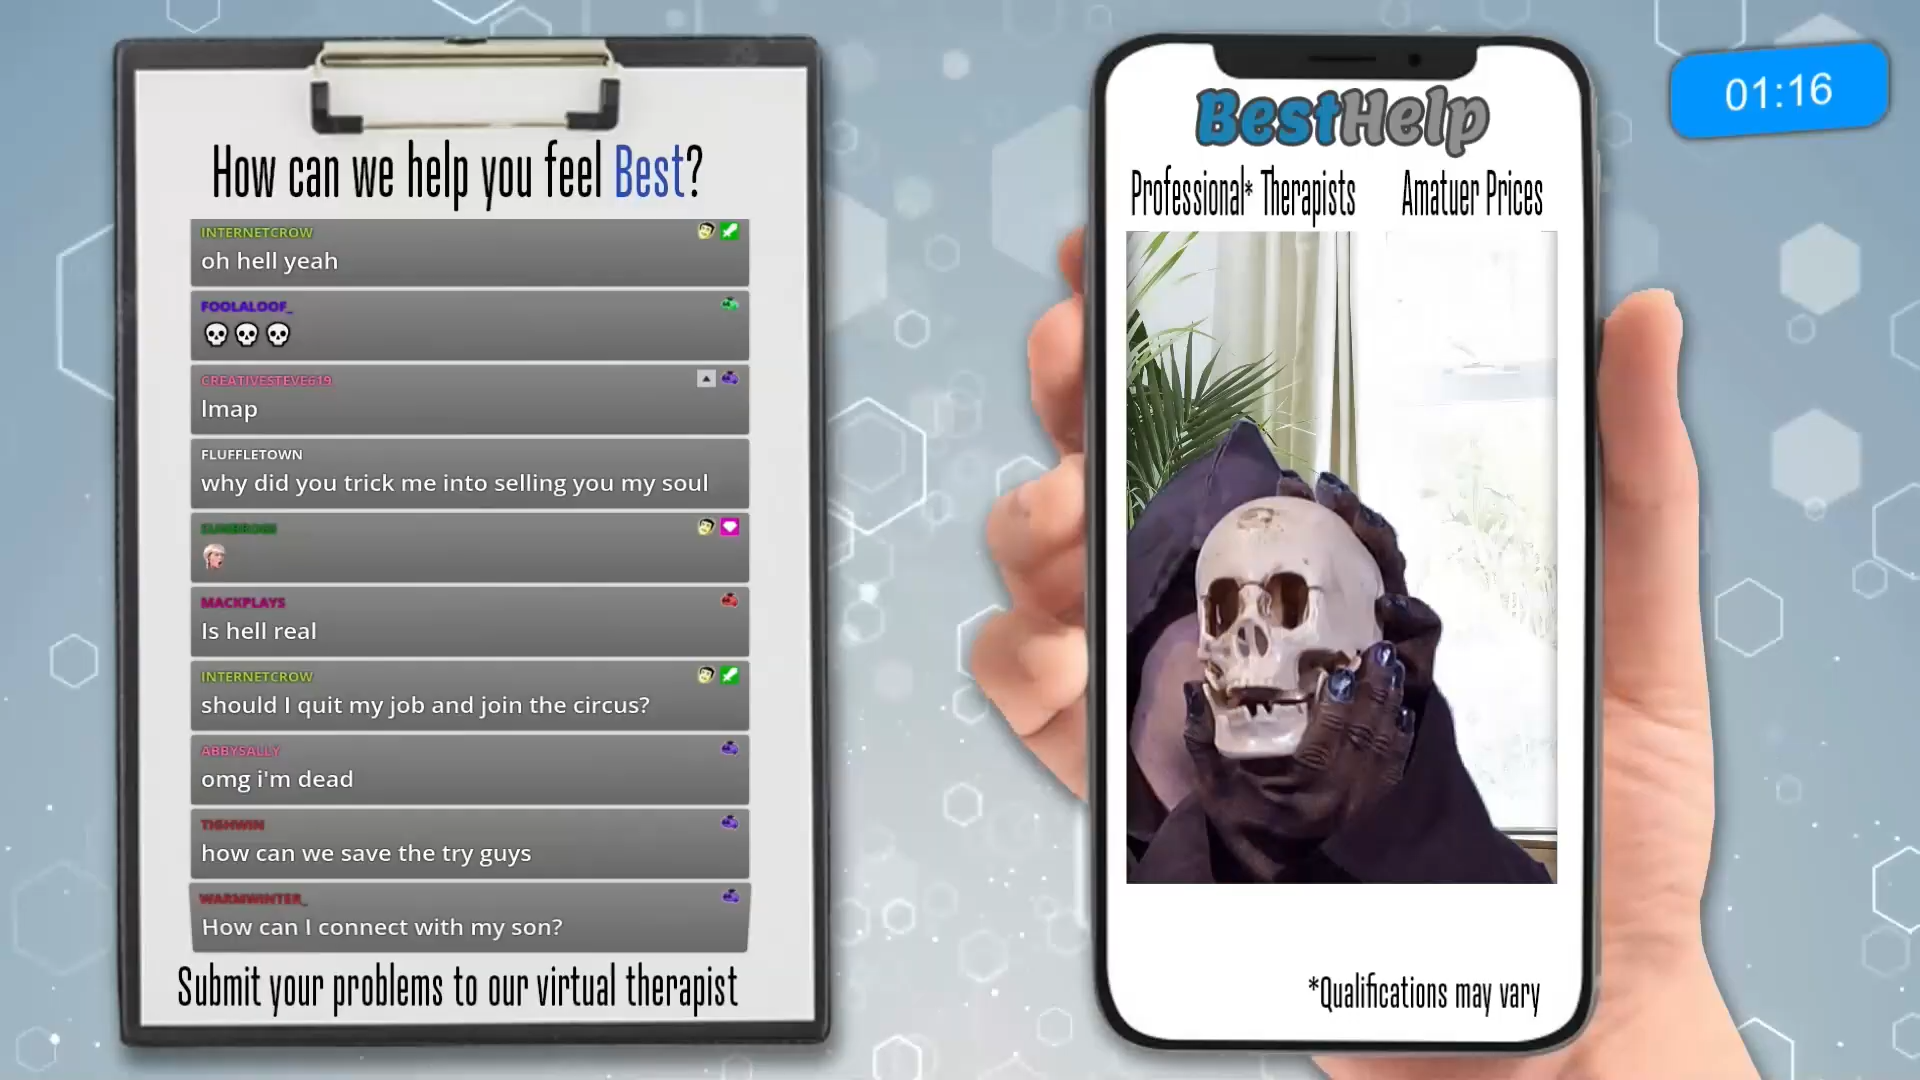 How can we help you feel Best?
INTERNETCROW
oh hell yeah
FOOLALOOF_
CREATIVESTEVE619
lmap
FLUFFLETOWN
why did you trick me into selling you my soul
MACKPLAYS
Is hell real
INTERNETCROW
should I quit my job and join the circus?
ABBYSALLY
omg i'm dead
TIGHWIN
how can we save the try guys
WARMWINTER_
How can I connect with my son?
Submit your problems to our virtual therapist
BestHelp
Professional* Therapists Amatuer Prices
*Qualifications may vary
01:16